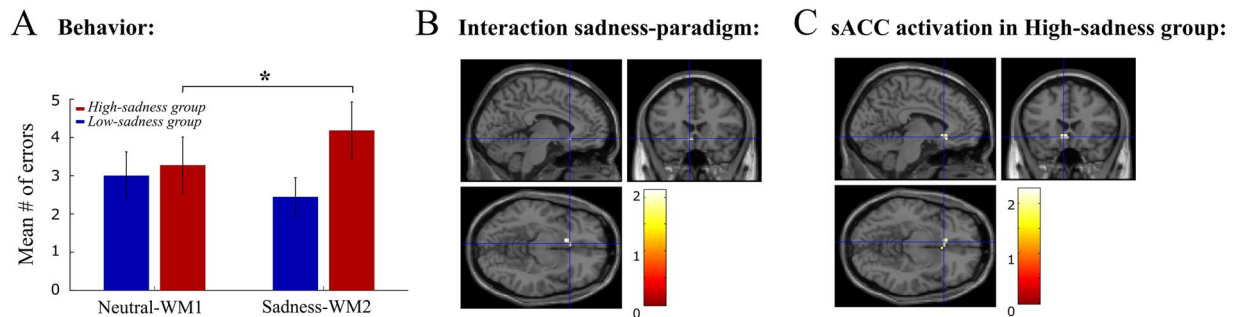 A Behavior:
*
5
4
3
2
1
0
Mean # of errors
High-sadness group
Low-sadness group
Neutral-WM1
Sadness-WM2
B Interaction sadness-paradigm:
2
1
0
C sACC activation in High-sadness group:
2
1
0